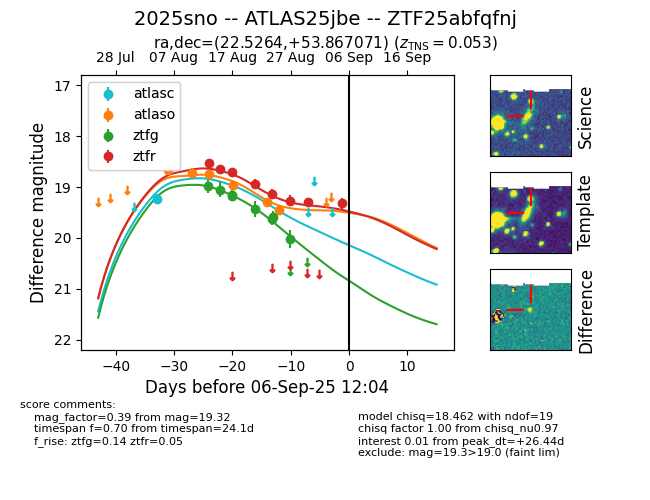 2025sno -- ATLAS25jbe -- ZTF25abfqfnj
ra,dec=(22.5264,+53.867071) (zTNS = 0.053)
28 Jul 07 Aug 17 Aug 27 Aug 06 Sep 16 Sep
17
18
19
20
21
22
Difference magnitude
atlasc
atlaso
ztfg
ztfr
−40 −30 −20 −10 0 10
Days before 06-Sep-25 12:04
Science
Template
Difference
score comments:
mag_factor=0.39 from mag=19.32
timespan f=0.70 from timespan=24.1d
f_rise: ztfg=0.14 ztfr=0.05
model chisq=18.462 with ndof=19
chisq factor 1.00 from chisq_nu0.97
interest 0.01 from peak_dt=+26.44d
exclude: mag=19.3>19.0 (faint lim)